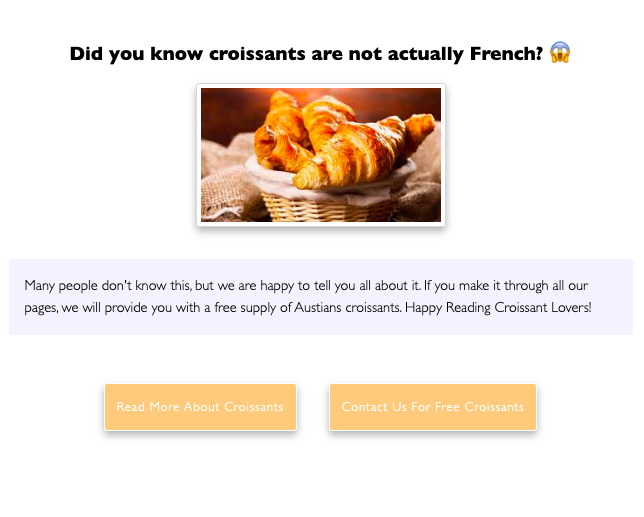 Did you know croissants are not actually French? 😱
Many people don't know this, but we are happy to tell you all about it. If you make it through all our
pages, we will provide you with a free supply of Austians croissants. Happy Reading Croissant Lovers!
Read More About Croissants
Contact Us For Free Croissants